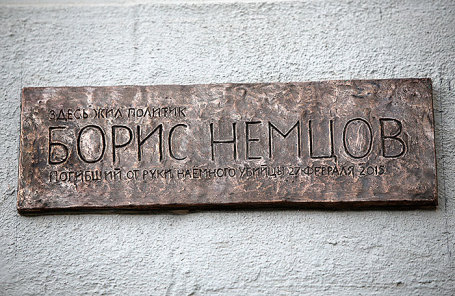 ЗДЕСЬ ЖИЛ ПОЛИТИК
БОРИС НЕМЦОВ
ПОГИБШИЙ ОТ РУКИ НАЕМНОГО УБИЙЦЫ 27 ФЕВРАЛЯ 2015